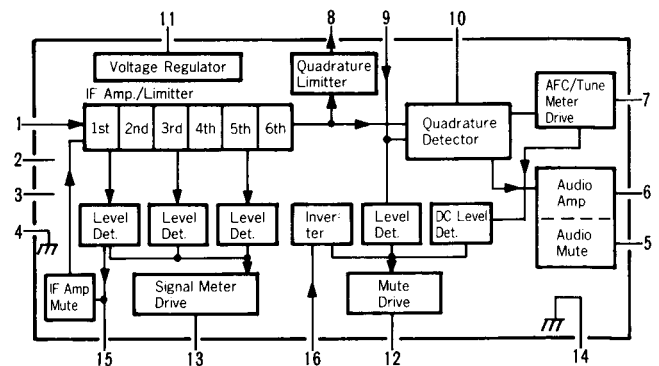 11
8
9
10
Voltage Regulator
Quadrature
Limitter
AFC/Tune
Meter
Drive
7
IF Amp./Limitter
1
1st 2nd 3rd 4th 5th 6th
Quadrature
Detector
2
3
4
Level
Det.
Level
Det.
Level
Det.
Inver-
ter
Level
Det.
DC Level
Det.
Audio
Amp
6
Audio
Mute
5
IF Amp
Mute
Signal Meter
Drive
Mute Drive
15
13
16
12
14